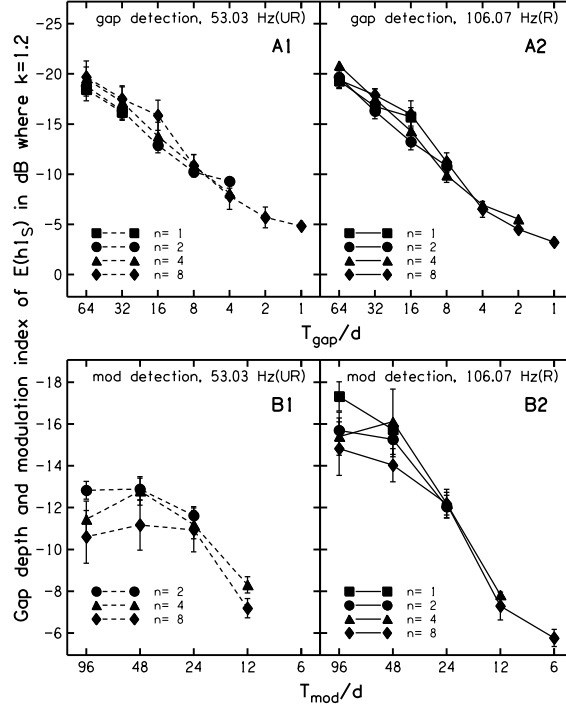 Gap depth and modulation index of E(h1S) in dB where k=1.2
gap detection, 53.03 Hz(UR)
A1
-25
-20
-15
-10
-5
0
n= 1
n= 2
n= 4
n= 8
64 32 16 8 4 2 1
gap detection, 106.07 Hz(R)
A2
n= 1
n= 2
n= 4
n= 8
64 32 16 8 4 2 1
Tgap/d
mod detection, 53.03 Hz(UR)
B1
-18
-16
-14
-12
-10
-8
-6
n= 2
n= 4
n= 8
96 48 24 12 6
mod detection, 106.07 Hz(R)
B2
n= 1
n= 2
n= 4
n= 8
96 48 24 12 6
Tmod/d